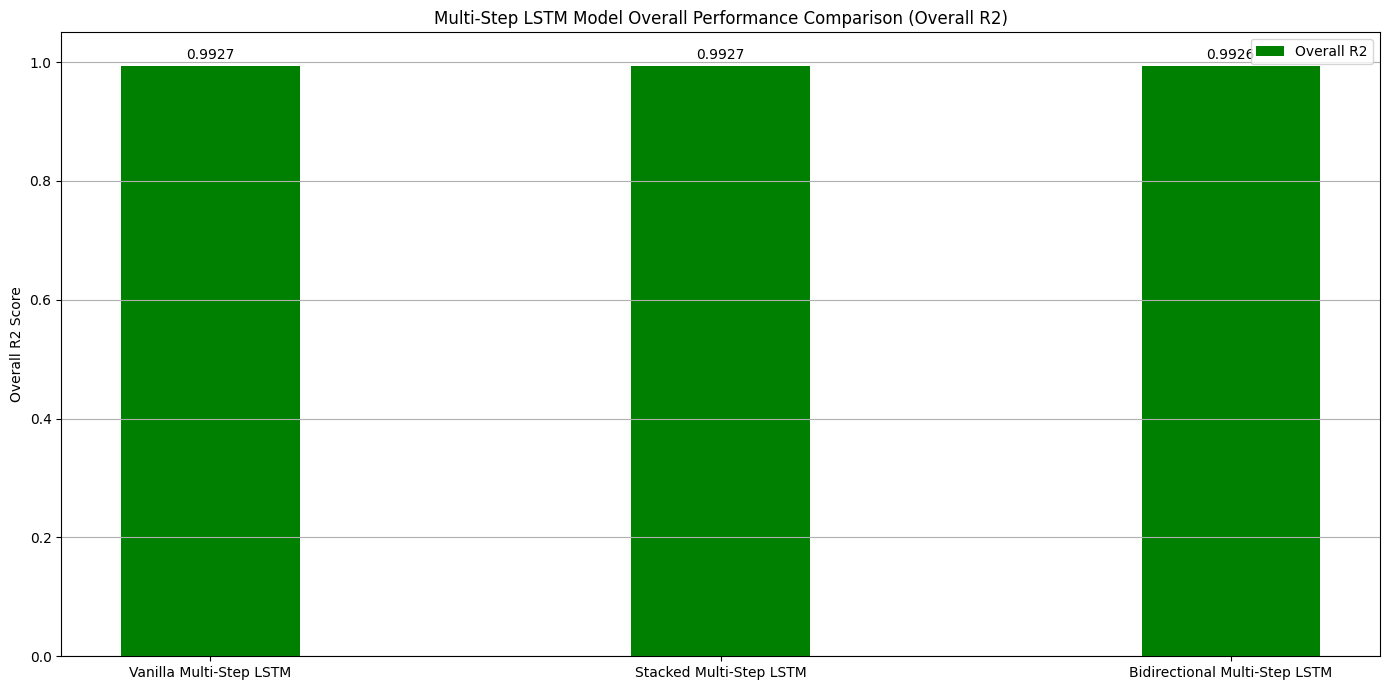 Multi-Step LSTM Model Overall Performance Comparison (Overall R2)
0.9927
0.9927
0.9926
Overall R2
1.0
0.8
0.6
0.4
0.2
0.0
Overall R2 Score
Vanilla Multi-Step LSTM
Stacked Multi-Step LSTM
Bidirectional Multi-Step LSTM